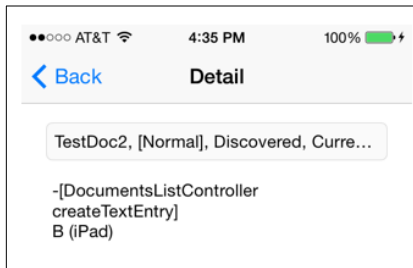 ●●○○○ AT&T 4:35 PM 100%
Back Detail
TestDoc2, [Normal], Discovered, Curre...
-[DocumentsListController
createTextEntry]
B (iPad)